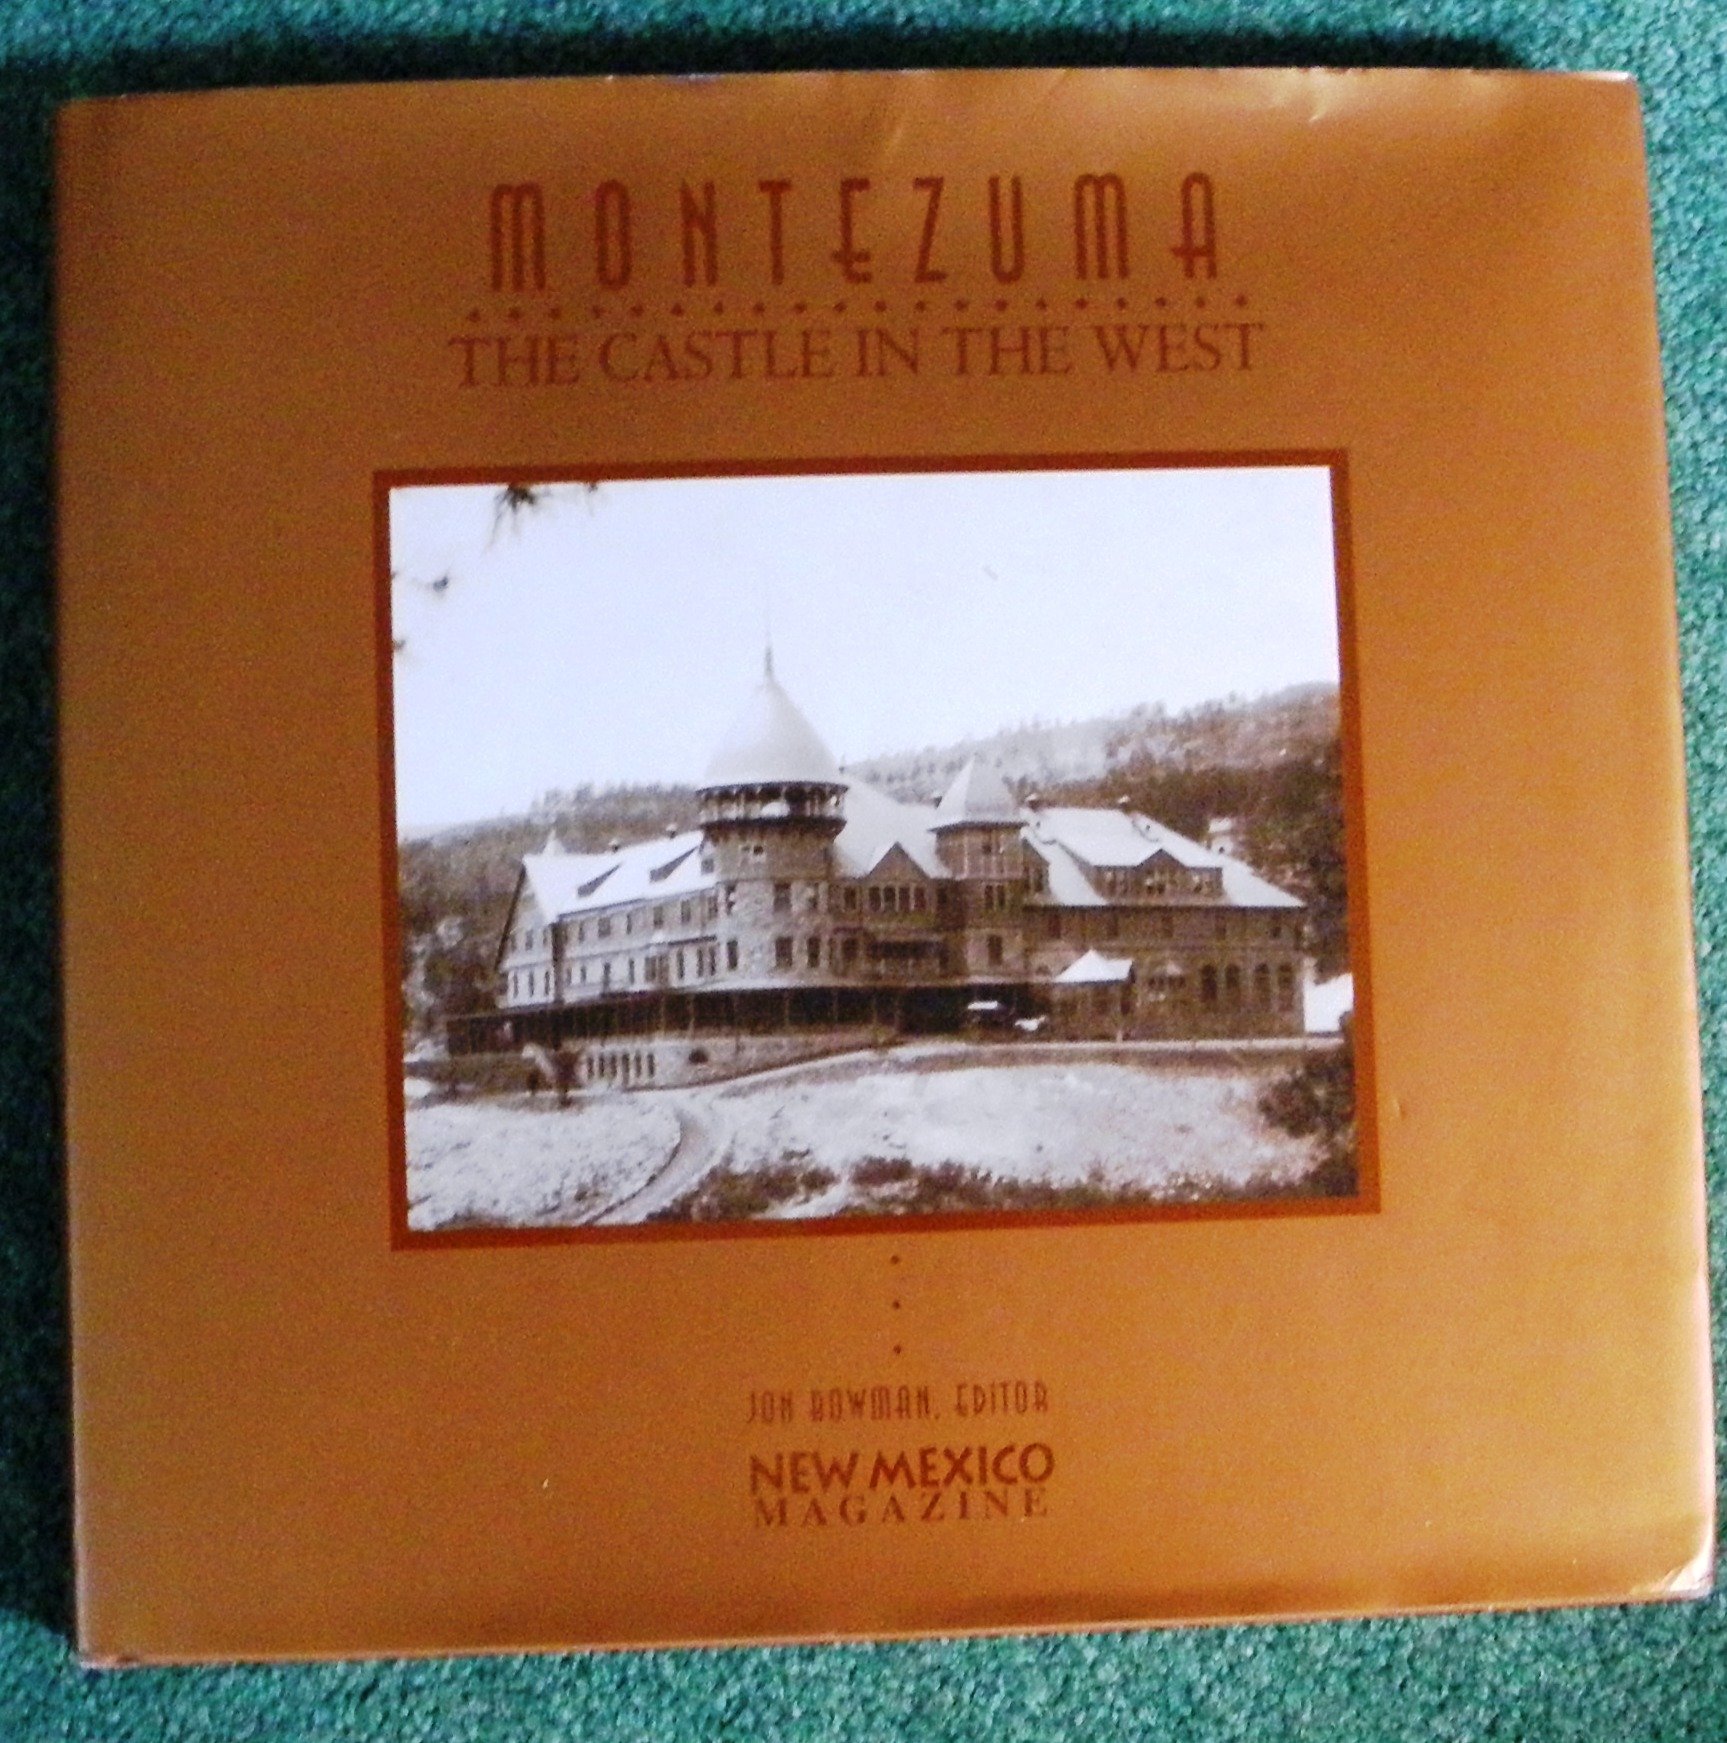 MONTEZUMA
THE CASTLE IN THE WEST
JON BOWMAN, EDITOR
NEW MEXICO
MAGAZINE